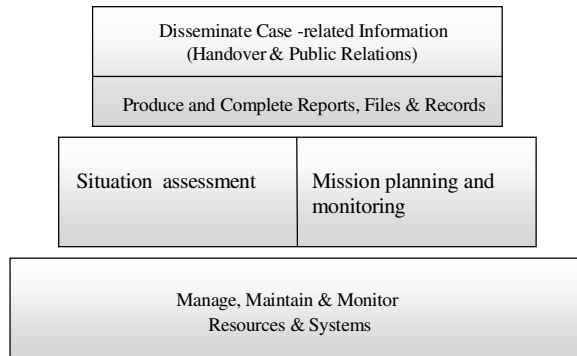 Disseminate Case -related Information
(Handover & Public Relations)
Produce and Complete Reports, Files & Records
Situation assessment
Mission planning and
monitoring
Manage, Maintain & Monitor
Resources & Systems